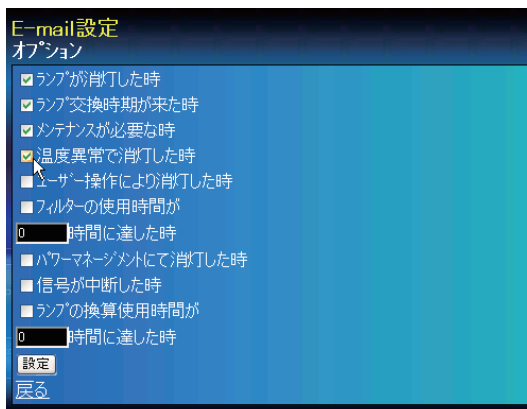 E-mail設定
オプション
ランプが消灯した時
ランプ交換時期が来た時
メンテナンスが必要な時
温度異常で消灯した時
ユーザー操作により消灯した時
フィルターの使用時間が
0 時間に達した時
パワーマネージメントにて消灯した時
信号が中断した時
ランプの換算使用時間が
0 時間に達した時
設定
戻る